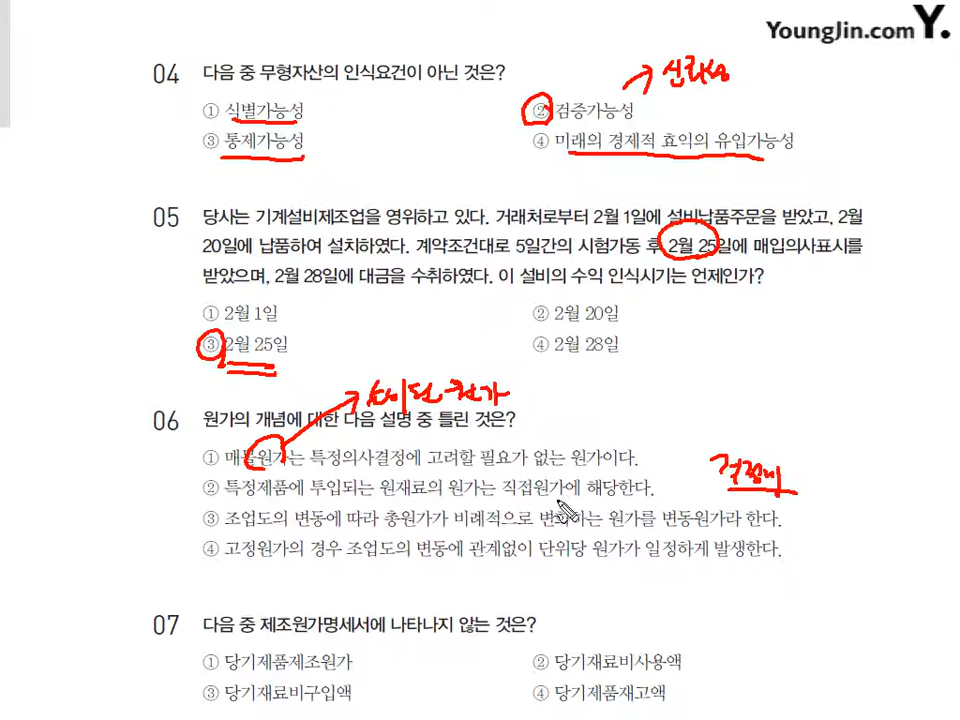 YoungJin.com Y.
04 다음 중 무형자산의 인식요건이 아닌 것은?
① 식별가능성 ② 검증가능성
③ 통제가능성 ④ 미래의 경제적 효익의 유입가능성
05 당사는 기계설비제조업을 영위하고 있다. 거래처로부터 2월 1일에 설비납품주문을 받았고, 2월
20일에 납품하여 설치하였다. 계약조건대로 5일간의 시험가동 후 2월 25일에 매입의사표시를
받았으며, 2월 28일에 대금을 수취하였다. 이 설비의 수익 인식시기는 언제인가?
① 2월 1일 ② 2월 20일
③ 2월 25일 ④ 2월 28일
06 원가의 개념에 대한 다음 설명 중 틀린 것은?
① 매몰원가는 특정의사결정에 고려할 필요가 없는 원가이다.
② 특정제품에 투입되는 원재료의 원가는 직접원가에 해당한다.
③ 조업도의 변동에 따라 총원가가 비례적으로 변화하는 원가를 변동원가라 한다.
④ 고정원가의 경우 조업도의 변동에 관계없이 단위당 원가가 일정하게 발생한다.
07 다음 중 제조원가명세서에 나타나지 않는 것은?
① 당기제품제조원가 ② 당기재료비사용액
③ 당기재료비구입액 ④ 당기제품재고액